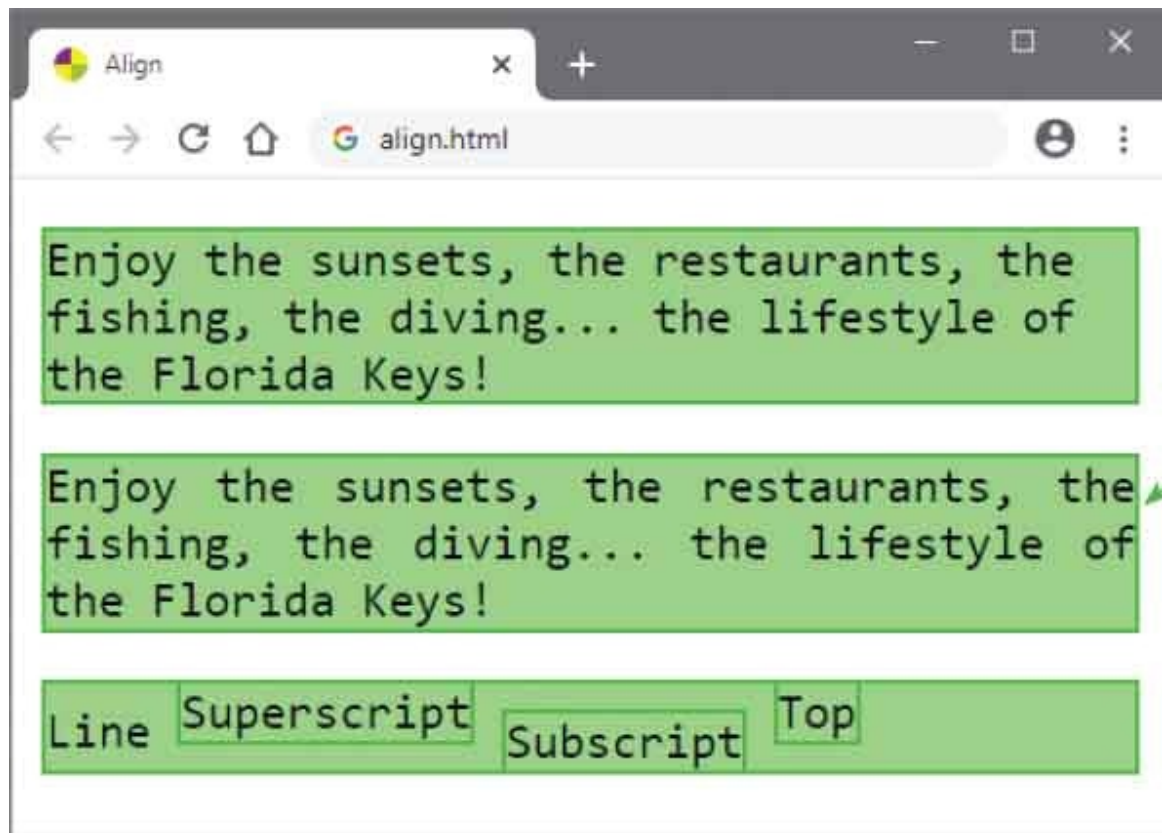 Align
align.html
Enjoy the sunsets, the restaurants, the
fishing, the diving... the lifestyle of
the Florida Keys!
Enjoy the sunsets, the restaurants, the
fishing, the diving... the lifestyle of
the Florida Keys!
Line Superscript Subscript Top